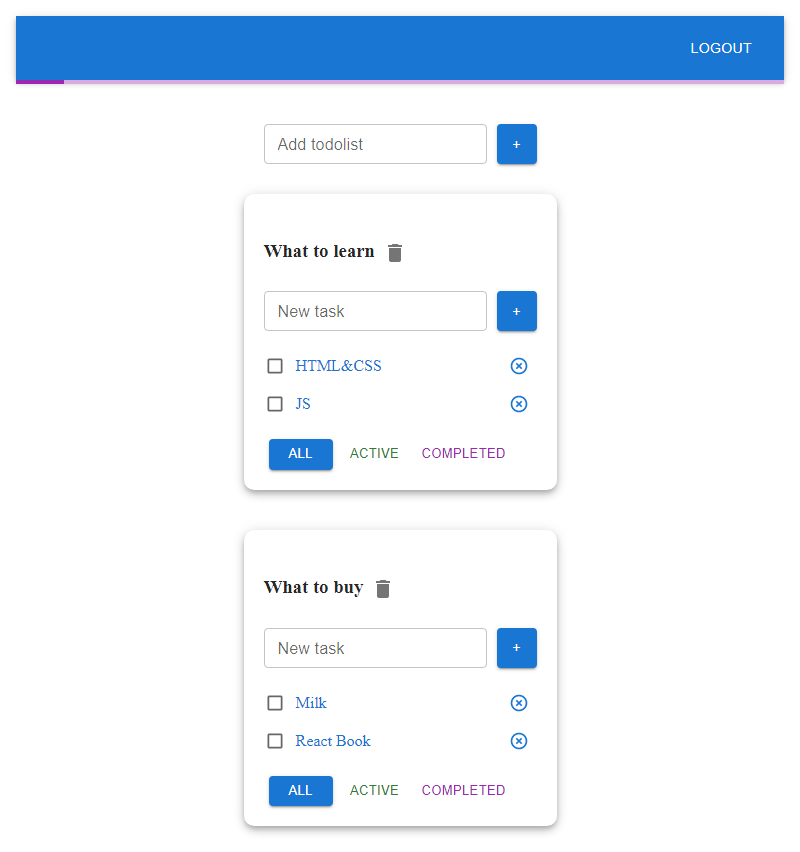 LOGOUT
Add todolist +
What to learn
New task +
HTML&CSS
JS
ALL ACTIVE COMPLETED
What to buy
New task +
Milk
React Book
ALL ACTIVE COMPLETED